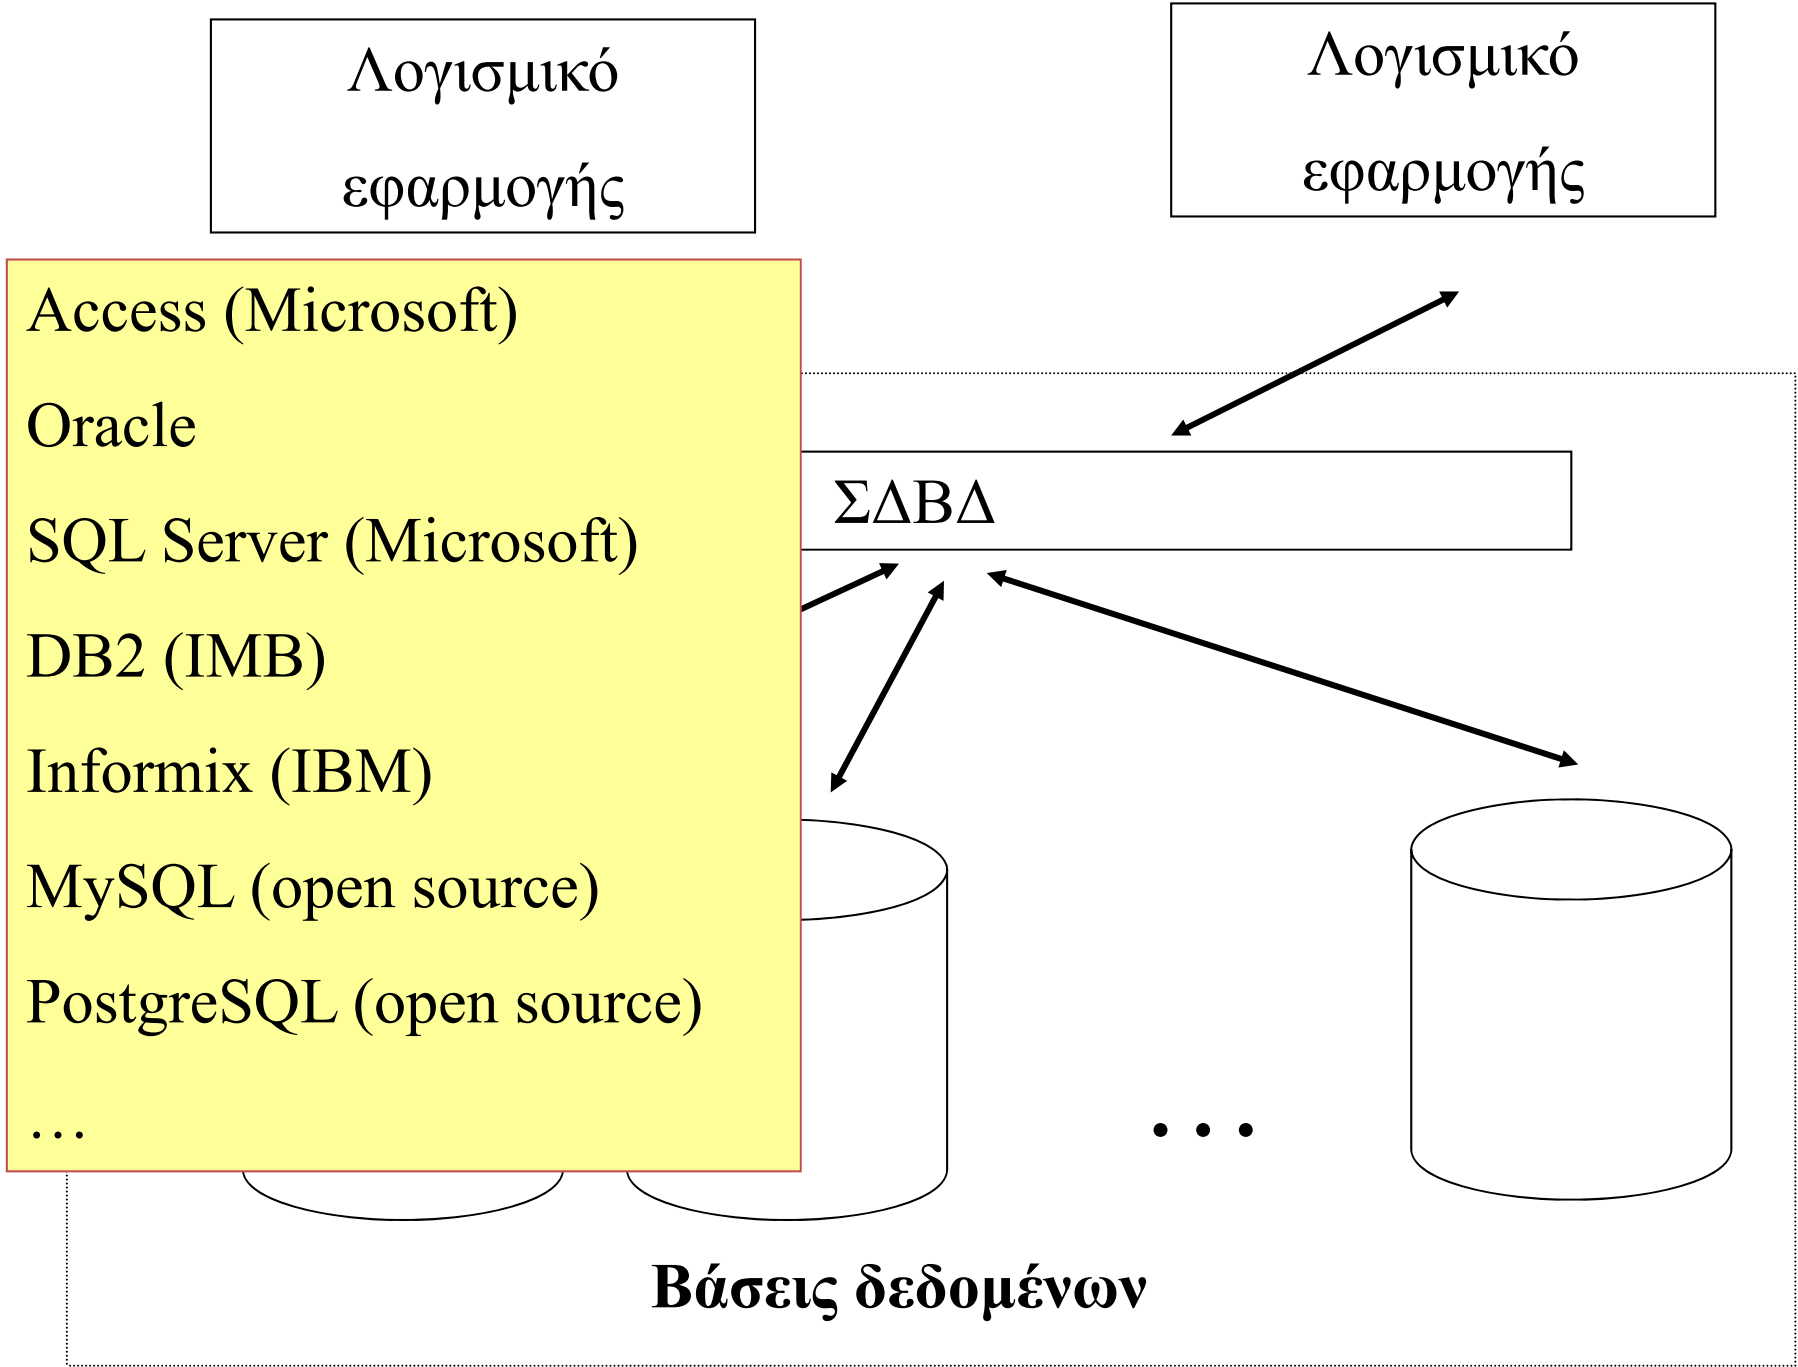 Λογισμικό
εφαρμογής
Λογισμικό
εφαρμογής
Access (Microsoft)
Oracle
SQL Server (Microsoft)
DB2 (IMB)
Informix (IBM)
MySQL (open source)
PostgreSQL (open source)
…
ΣΔΒΔ
…
Βάσεις δεδομένων